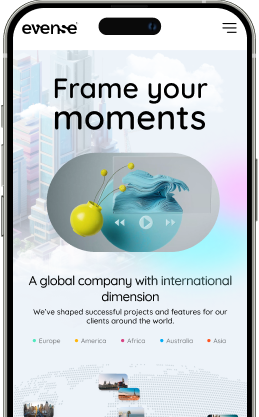 evense
Frame your
moments
A global company with international
dimension
We've shaped successful projects and features for our
clients around the world.
Europe America Africa Australia Asia